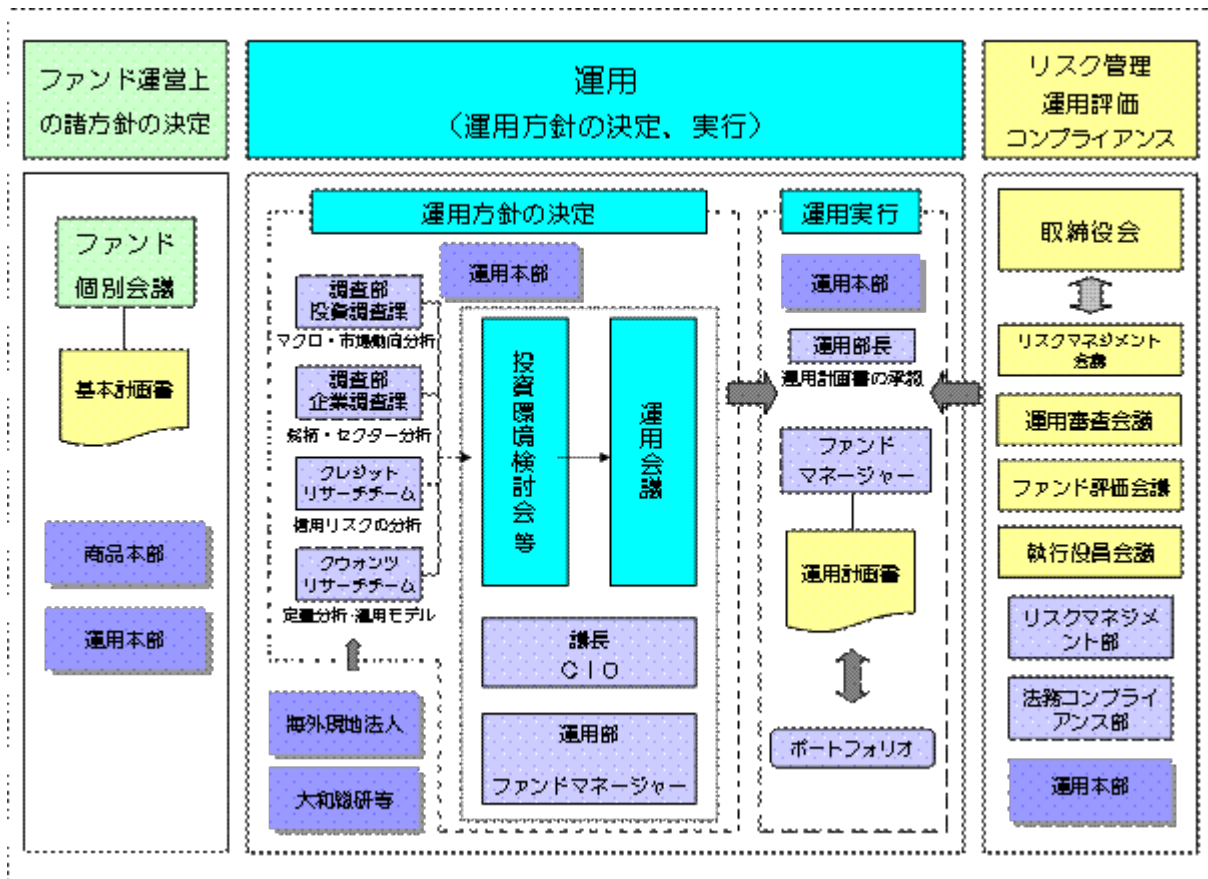 ファンド運営上
の諸方針の決定
運用
(運用方針の決定、実行)
リスク管理
運用評価
コンプライアンス
ファンド
個別会議
基本計画書
商品本部
運用本部
運用方針の決定
運用本部
調査部
投資調査課
マクロ・市場動向分析
調査部
企業調査課
銘柄・セクター分析
クレジット
リサーチチーム
信用リスクの分析
クウォンツ
リサーチチーム
定量分析・運用モデル
海外現地法人
大和総研等
投資環境検討会等
運用会議
議長
CIO
運用部
ファンドマネージャー
運用実行
運用本部
運用部長
運用計画書の承認
ファンド
マネージャー
運用計画書
ポートフォリオ
取締役会
リスクマネジメント
会議
運用審査会議
ファンド評価会議
執行役員会議
リスクマネジメ
ント部
法務コンプライ
アンス部
運用本部